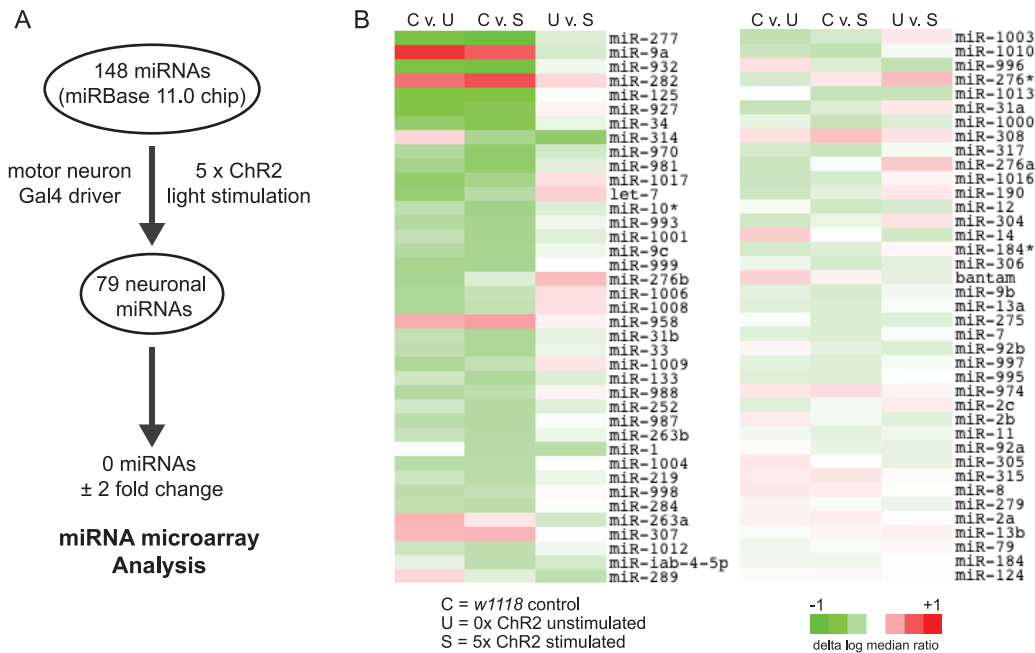 A
148 miRNAs
(miRBase 11.0 chip)
motor neuron
Gal4 driver
5 x ChR2
light stimulation
79 neuronal
miRNAs
0 miRNAs
± 2 fold change
miRNA microarray
Analysis
B
C v. U C v. S U v. S
miR-277
miR-9a
miR-932
miR-282
miR-125
miR-927
miR-34
miR-314
miR-970
miR-981
miR-1017
let-7
miR-10*
miR-993
miR-1001
miR-9c
miR-999
miR-276b
miR-1006
miR-1008
miR-958
miR-31b
miR-33
miR-1009
miR-133
miR-988
miR-252
miR-987
miR-263b
miR-1
miR-1004
miR-219
miR-998
miR-284
miR-263a
miR-307
miR-1012
miR-iab-4-5p
miR-289
C = w1118 control
U = 0x ChR2 unstimulated
S = 5x ChR2 stimulated
C v. U C v. S U v. S
miR-1003
miR-1010
miR-996
miR-276*
miR-1013
miR-31a
miR-1000
miR-308
miR-317
miR-276a
miR-1016
miR-190
miR-12
miR-304
miR-14
miR-184*
miR-306
bantam
miR-9b
miR-13a
miR-275
miR-7
miR-92b
miR-997
miR-995
miR-974
miR-2c
miR-2b
miR-11
miR-92a
miR-305
miR-315
miR-8
miR-279
miR-2a
miR-13b
miR-79
miR-184
miR-124
-1 +1
delta log median ratio